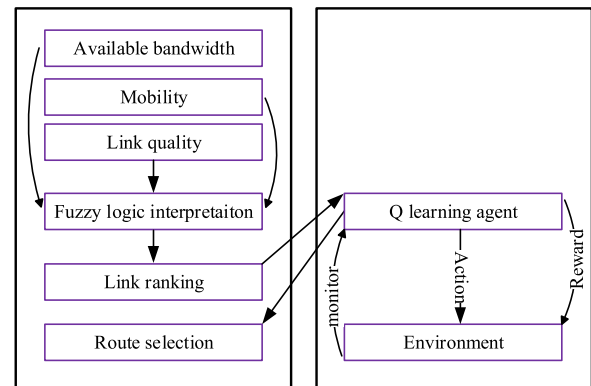 Available bandwidth
Mobility
Link quality
Fuzzy logic interpretaiton
Link ranking
Route selection
Q learning agent
monitor
Action
Reward
Environment